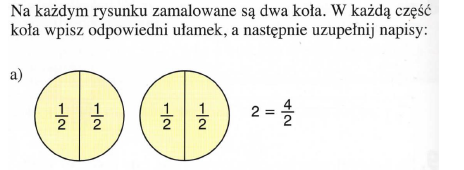 Na każdym rysunku zamalowane są dwa koła. W każdą część
koła wpisz odpowiedni ułamek, a następnie uzupełnij napisy:
a)
1/2 1/2 1/2 1/2 2 = 4/2